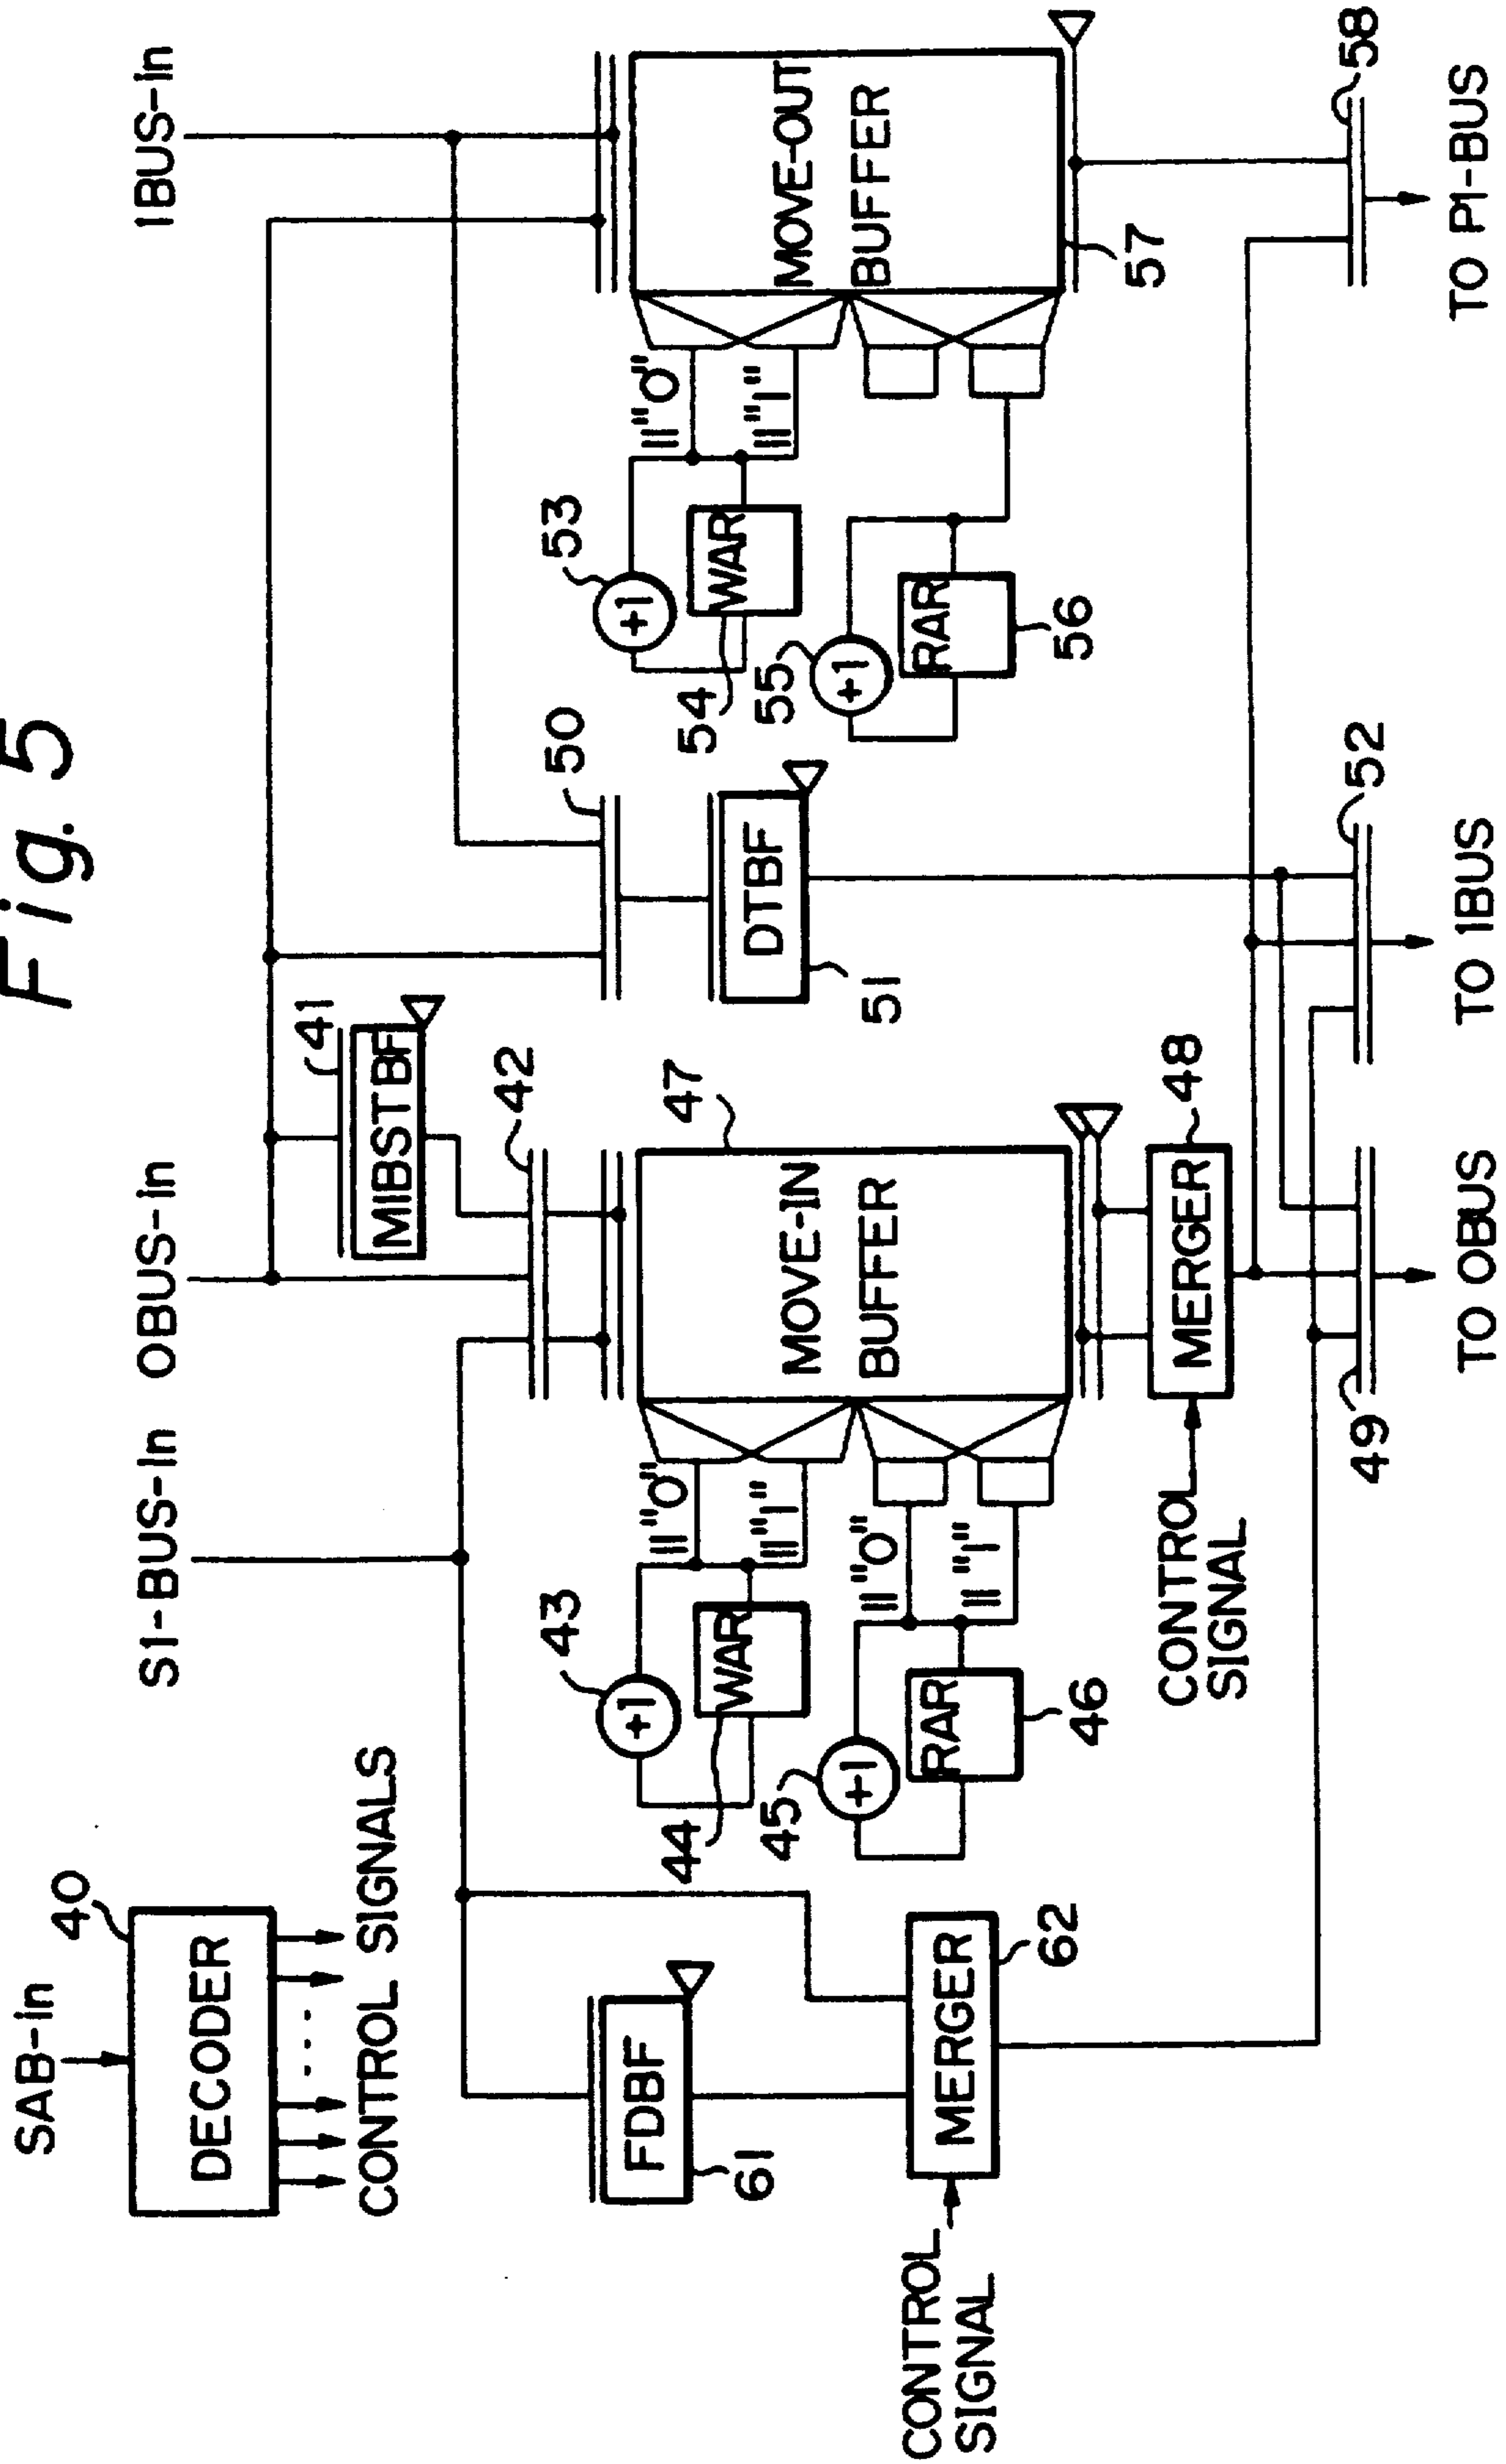 Fig. 5
SAB-in
S1-BUS-In
OBUS-in
1BUS-in
40
DECODER
CONTROL SIGNALS
41
MIBSTBF
42
50
43
+1
WAR
44
"0"
"1"
45
+1
RAR
46
"0"
"1"
MOVE-IN
BUFFER
47
DTBF
51
53
+1
WAR
54
"0"
"1"
55
+1
RAR
56
MOVE-OUT
BUFFER
57
FDBF
61
CONTROL
SIGNAL
MERGER
62
CONTROL
SIGNAL
MERGER
48
49
52
58
TO OBUS
TO 1BUS
TO P1-BUS